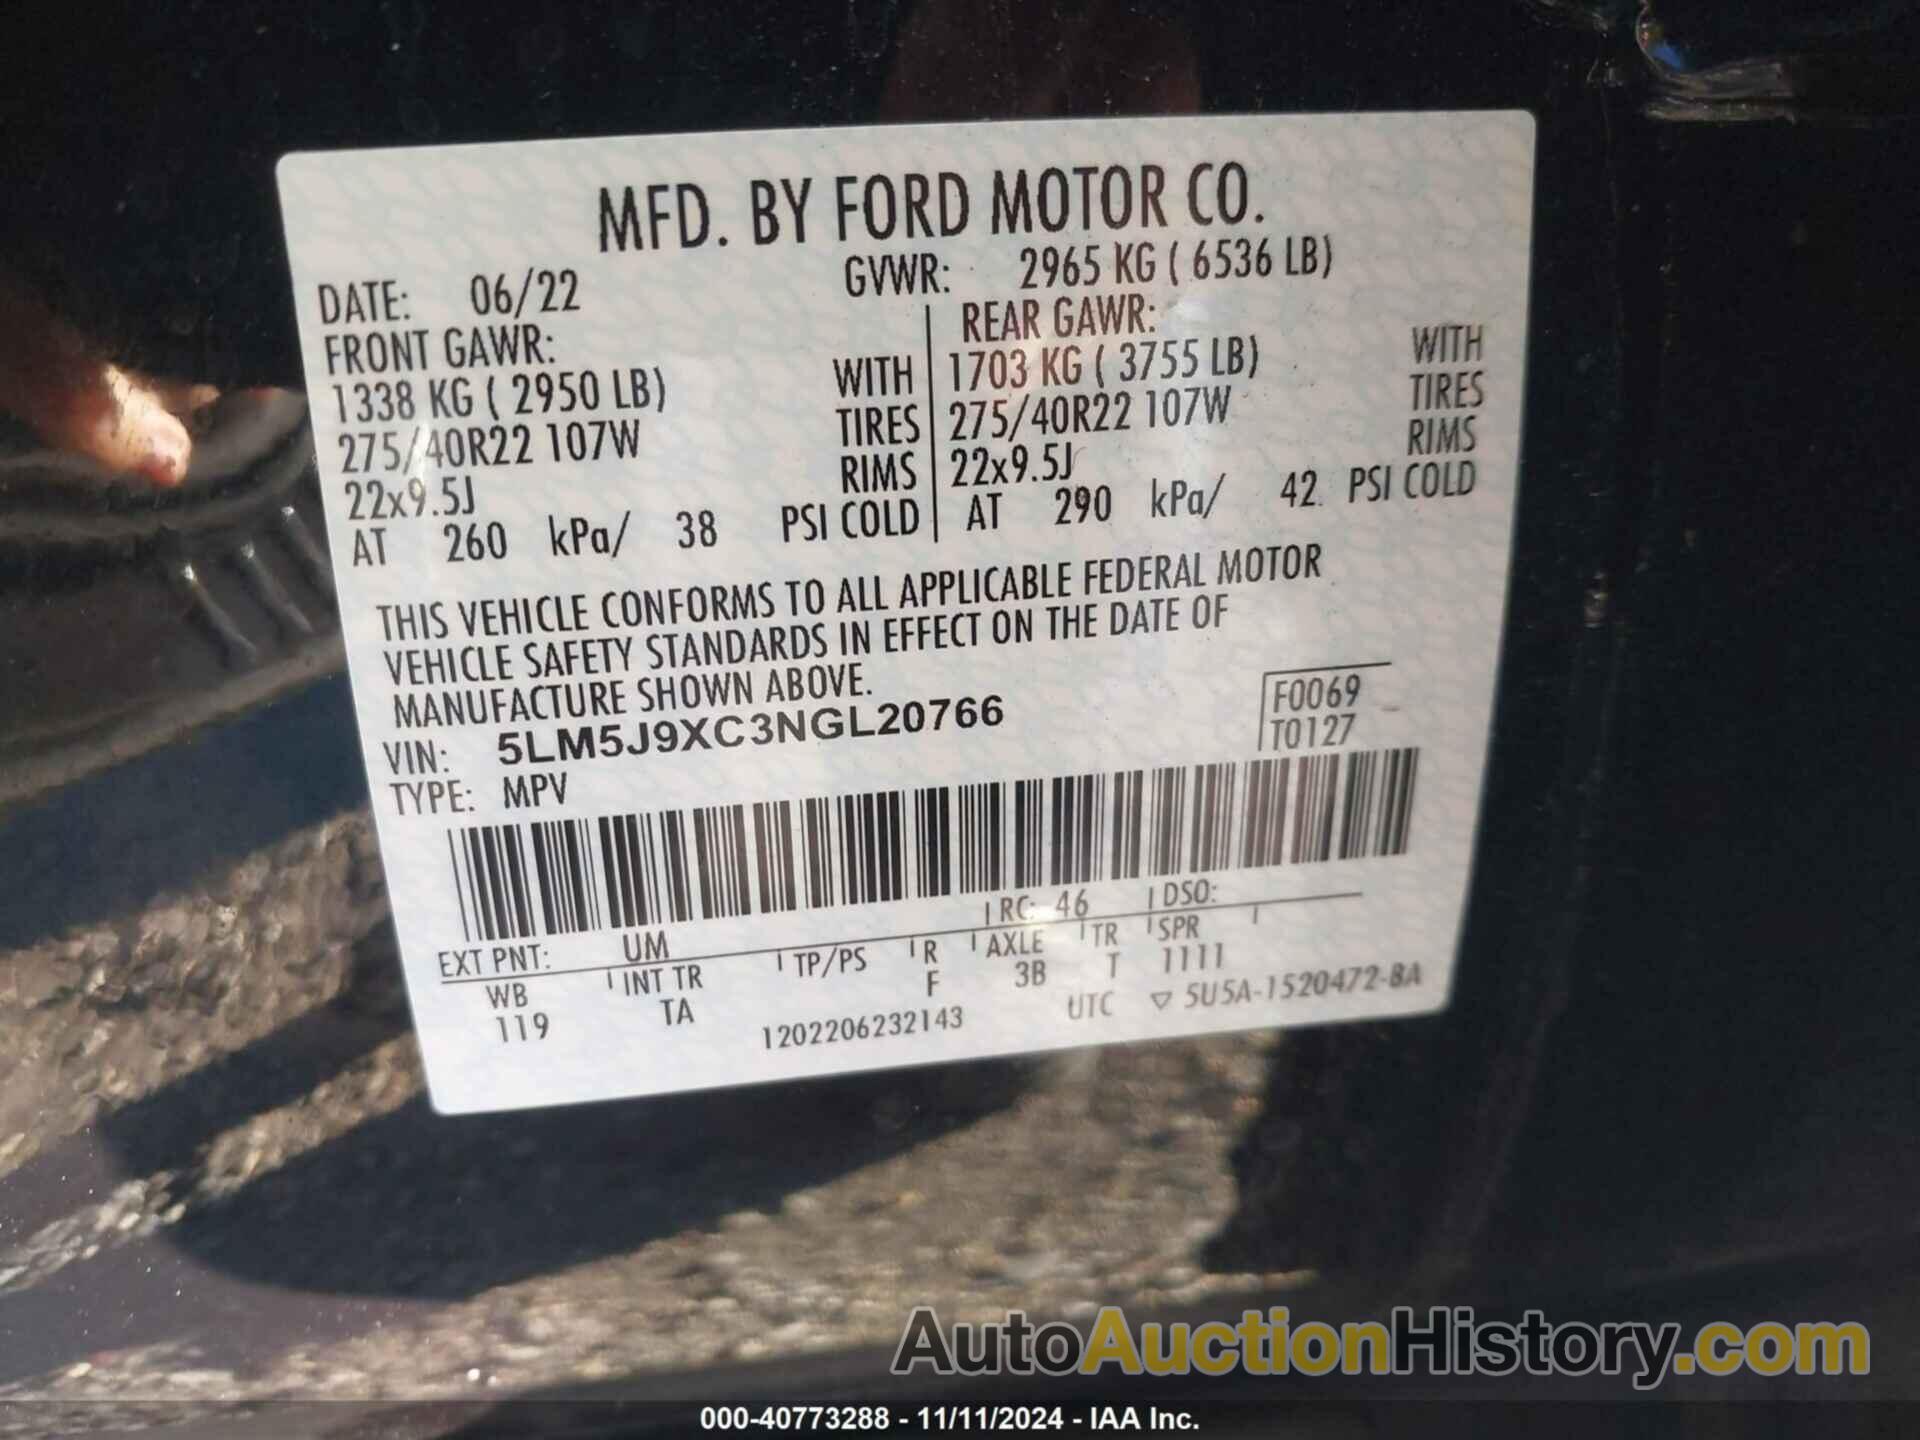 MFD. BY FORD MOTOR CO.
DATE: 06/22 GVWR: 2965 KG ( 6536 LB)
FRONT GAWR: REAR GAWR:
1338 KG ( 2950 LB) WITH 1703 KG ( 3755 LB) WITH
275/40R22 107W TIRES 275/40R22 107W TIRES
22x9.5J RIMS 22x9.5J RIMS
AT 260 kPa/ 38 PSI COLD AT 290 kPa/ 42 PSI COLD
THIS VEHICLE CONFORMS TO ALL APPLICABLE FEDERAL MOTOR
VEHICLE SAFETY STANDARDS IN EFFECT ON THE DATE OF
MANUFACTURE SHOWN ABOVE.
VIN: 5LM5J9XC3NGL20766 F0069
TYPE: MPV T0127
EXT PNT: UM RC: 46 DSO:
WB INT TR TP/PS R AXLE TR SPR
119 TA F 3B T 1111
1202206232143 UTC ▽ 5U5A-1520472-BA
AutoAuctionHistory.com
000-40773288 - 11/11/2024 - IAA Inc.